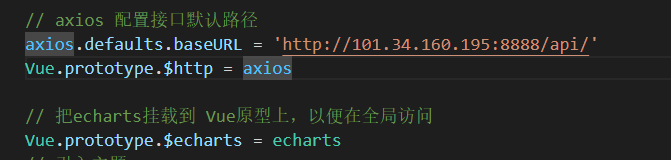 // axios 配置接口默认路径
axios.defaults.baseURL = 'http://101.34.160.195:8888/api/'
Vue.prototype.$http = axios
// 把echarts挂载到 Vue原型上，以便在全局访问
Vue.prototype.$echarts = echarts